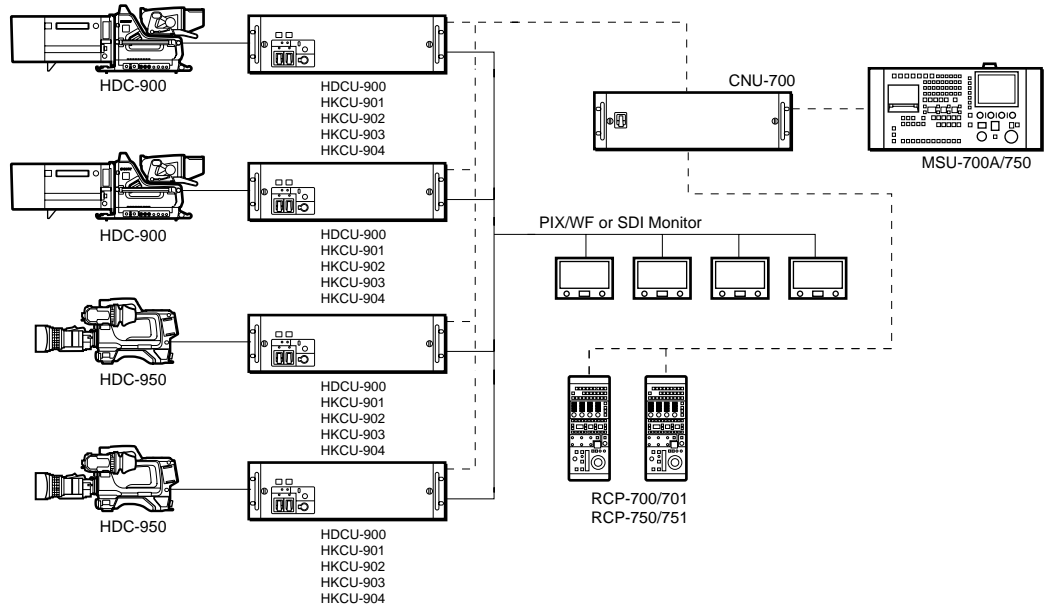 HDC-900
HDCU-900
HKCU-901
HKCU-902
HKCU-903
HKCU-904
CNU-700
MSU-700A/750
HDC-900
HDCU-900
HKCU-901
HKCU-902
HKCU-903
HKCU-904
PIX/WF or SDI Monitor
HDC-950
HDCU-900
HKCU-901
HKCU-902
HKCU-903
HKCU-904
RCP-700/701
RCP-750/751
HDC-950
HDCU-900
HKCU-901
HKCU-902
HKCU-903
HKCU-904